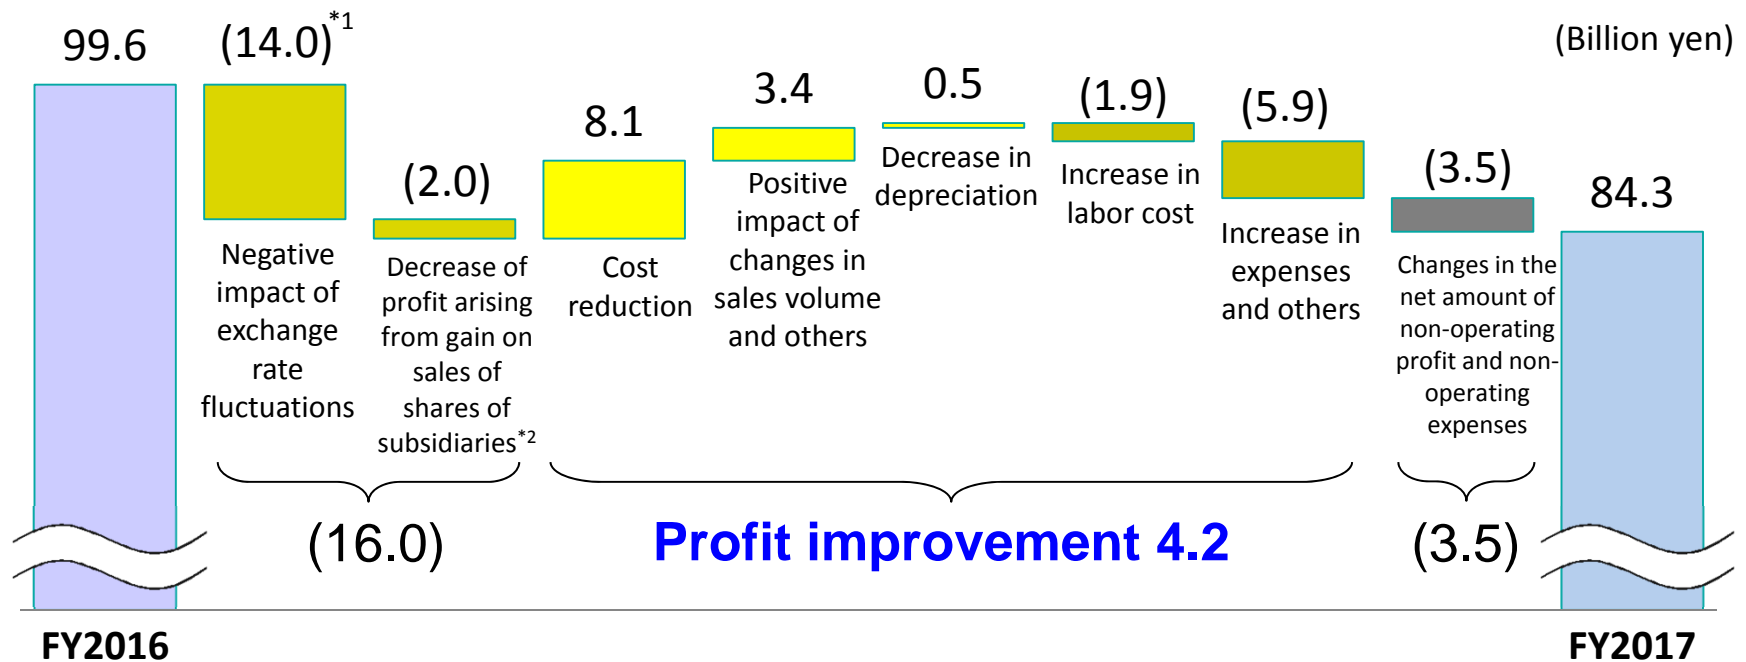 (Billion yen)
99.6
(14.0)*1
(2.0)
8.1
3.4
0.5
(1.9)
(5.9)
(3.5)
84.3
Negative
impact of
exchange
rate
fluctuations
Decrease of
profit arising
from gain on
sales of
shares of
subsidiaries*2
Cost
reduction
Positive
impact of
changes in
sales volume
and others
Decrease in
depreciation
Increase in
labor cost
Increase in
expenses
and others
Changes in the
net amount of
non-operating
profit and non-
operating
expenses
(16.0)
Profit improvement 4.2
(3.5)
FY2016
FY2017